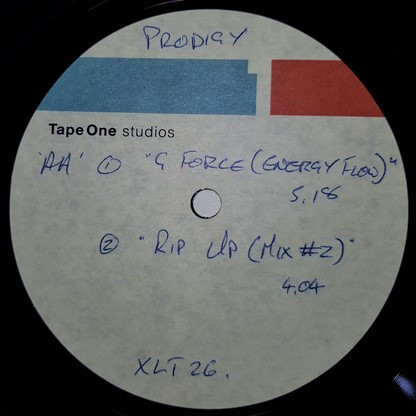 PRODIGY
Tape One studios
'AA' ① "G FORCE (ENERGY FLOW)"
5.18
② "RIP UP (MIX #2)"
4.04
XLT 26.